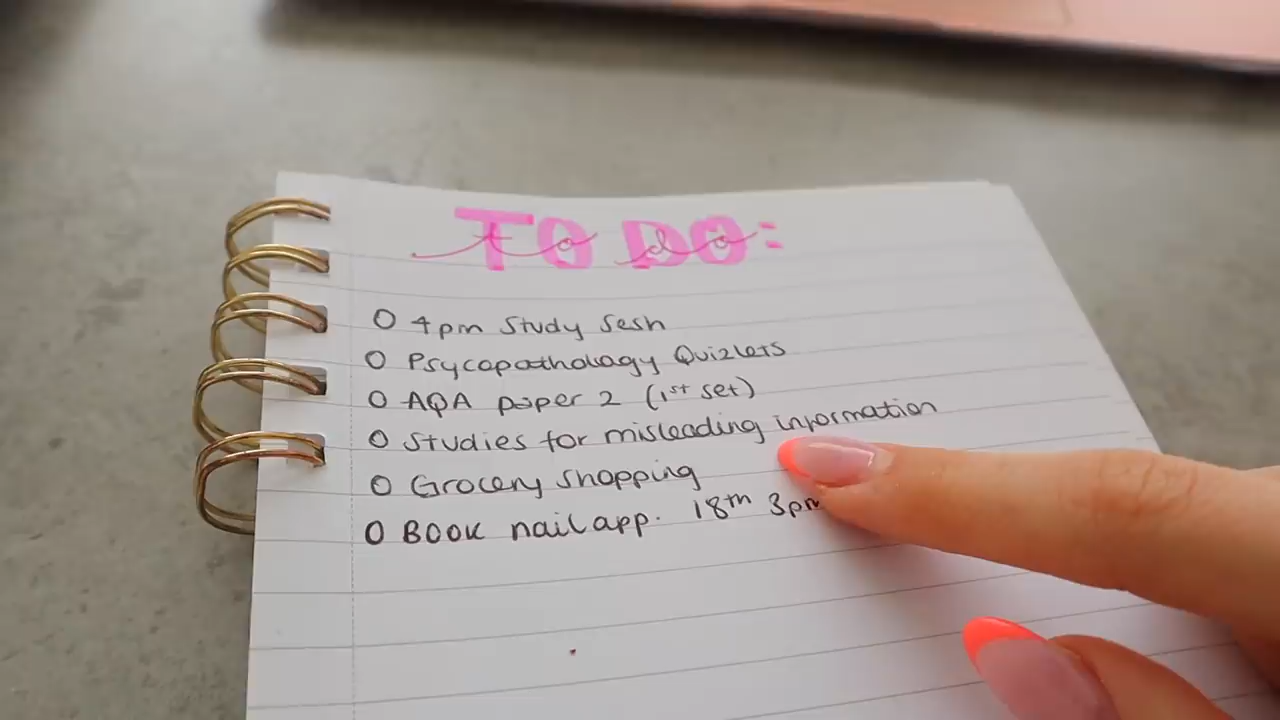 TO DO:
to do
O 4pm Study Sesh
O Psycopathology Quizlets
O AQA paper 2 (1st set)
O Studies for misleading information
O Grocery Shopping
O BOOK nail app. 18th 3pm